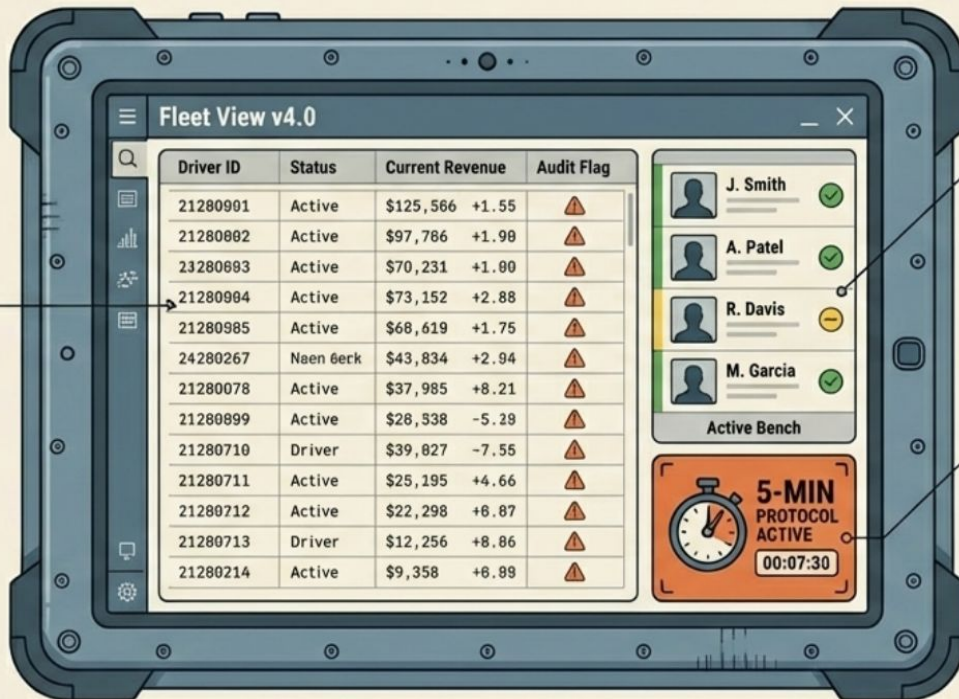 Fleet View v4.0
Driver ID Status Current Revenue Audit Flag
21280901 Active $125,566 +1.55
21280802 Active $97,766 +1.90
23280693 Active $70,231 +1.00
21280904 Active $73,152 +2.88
21280985 Active $68,619 +1.75
24280267 $43,834 +2.94
21280078 Active $37,985 +8.21
21280899 Active $28,538 -5.29
21280710 Driver $39,827 -7.55
21280711 Active $25,195 +4.66
21280712 Active $22,298 +6.87
21280713 Driver $12,256 +8.86
21280214 Active $9,358 +6.89
J. Smith
A. Patel
R. Davis
M. Garcia
Active Bench
5-MIN
PROTOCOL
ACTIVE
00:07:30